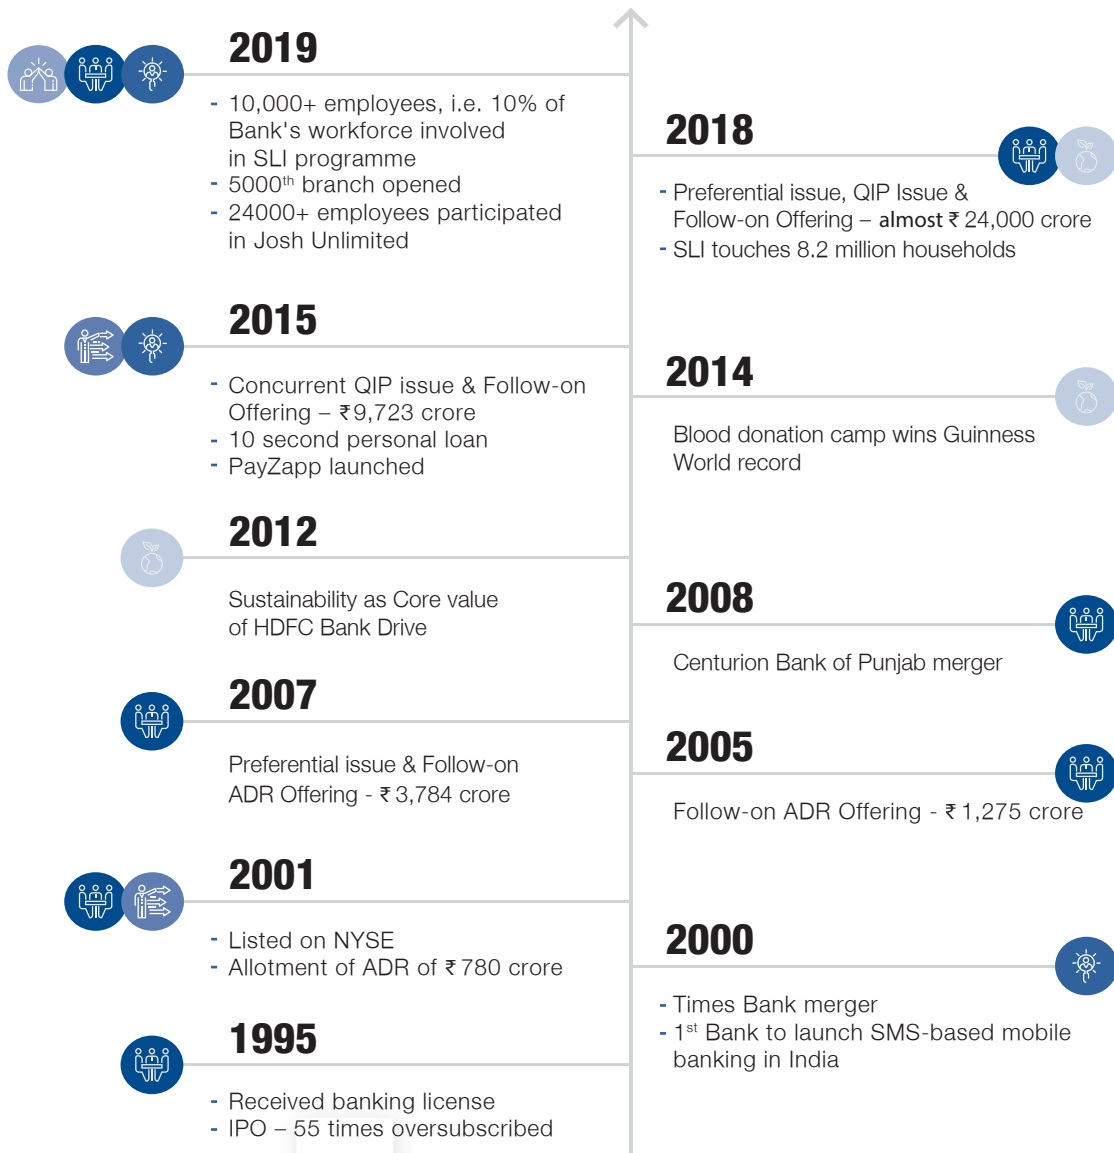 2019
- 10,000+ employees, i.e. 10% of
Bank's workforce involved
in SLI programme
- 5000th branch opened
- 24000+ employees participated
in Josh Unlimited
2018
- Preferential issue, QIP Issue &
Follow-on Offering – almost ₹ 24,000 crore
- SLI touches 8.2 million households
2015
- Concurrent QIP issue & Follow-on
Offering – ₹ 9,723 crore
- 10 second personal loan
- PayZapp launched
2014
Blood donation camp wins Guinness
World record
2012
Sustainability as Core value
of HDFC Bank Drive
2008
Centurion Bank of Punjab merger
2007
Preferential issue & Follow-on
ADR Offering - ₹ 3,784 crore
2005
Follow-on ADR Offering - ₹ 1,275 crore
2001
- Listed on NYSE
- Allotment of ADR of ₹ 780 crore
2000
- Times Bank merger
- 1st Bank to launch SMS-based mobile
banking in India
1995
- Received banking license
- IPO – 55 times oversubscribed